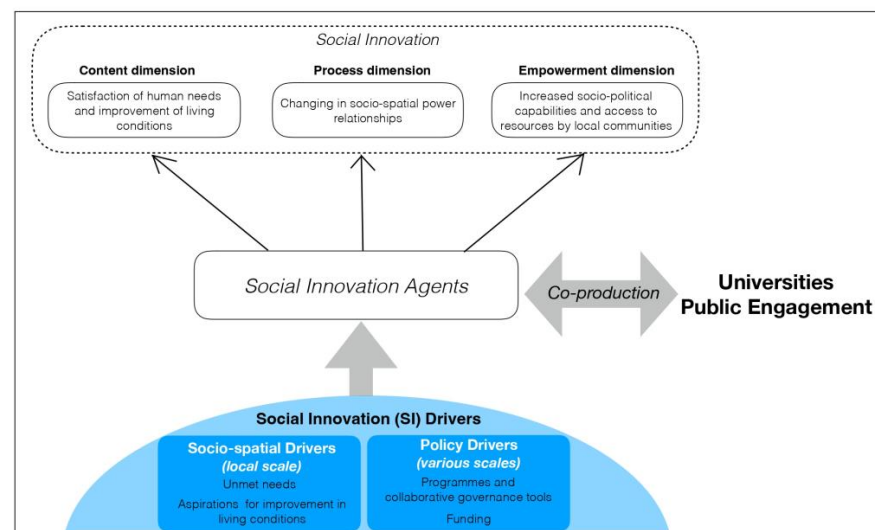 Social Innovation
Content dimension
Satisfaction of human needs
and improvement of living
conditions
Process dimension
Changing in socio-spatial power
relationships
Empowerment dimension
Increased socio-political
capabilities and access to
resources by local communities
Social Innovation Agents
Co-production
Universities
Public Engagement
Social Innovation (SI) Drivers
Socio-spatial Drivers
(local scale)
Unmet needs
Aspirations for improvement in
living conditions
Policy Drivers
(various scales)
Programmes and
collaborative governance tools
Funding